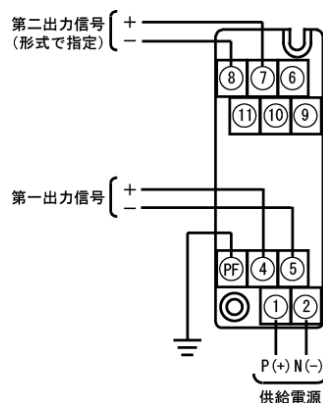 第二出力信号 +
(形式で指定) −
⑧ ⑦ ⑥
⑪ ⑩ ⑨
第一出力信号 +
−
PF ④ ⑤
① ②
P(+) N(−)
供給電源